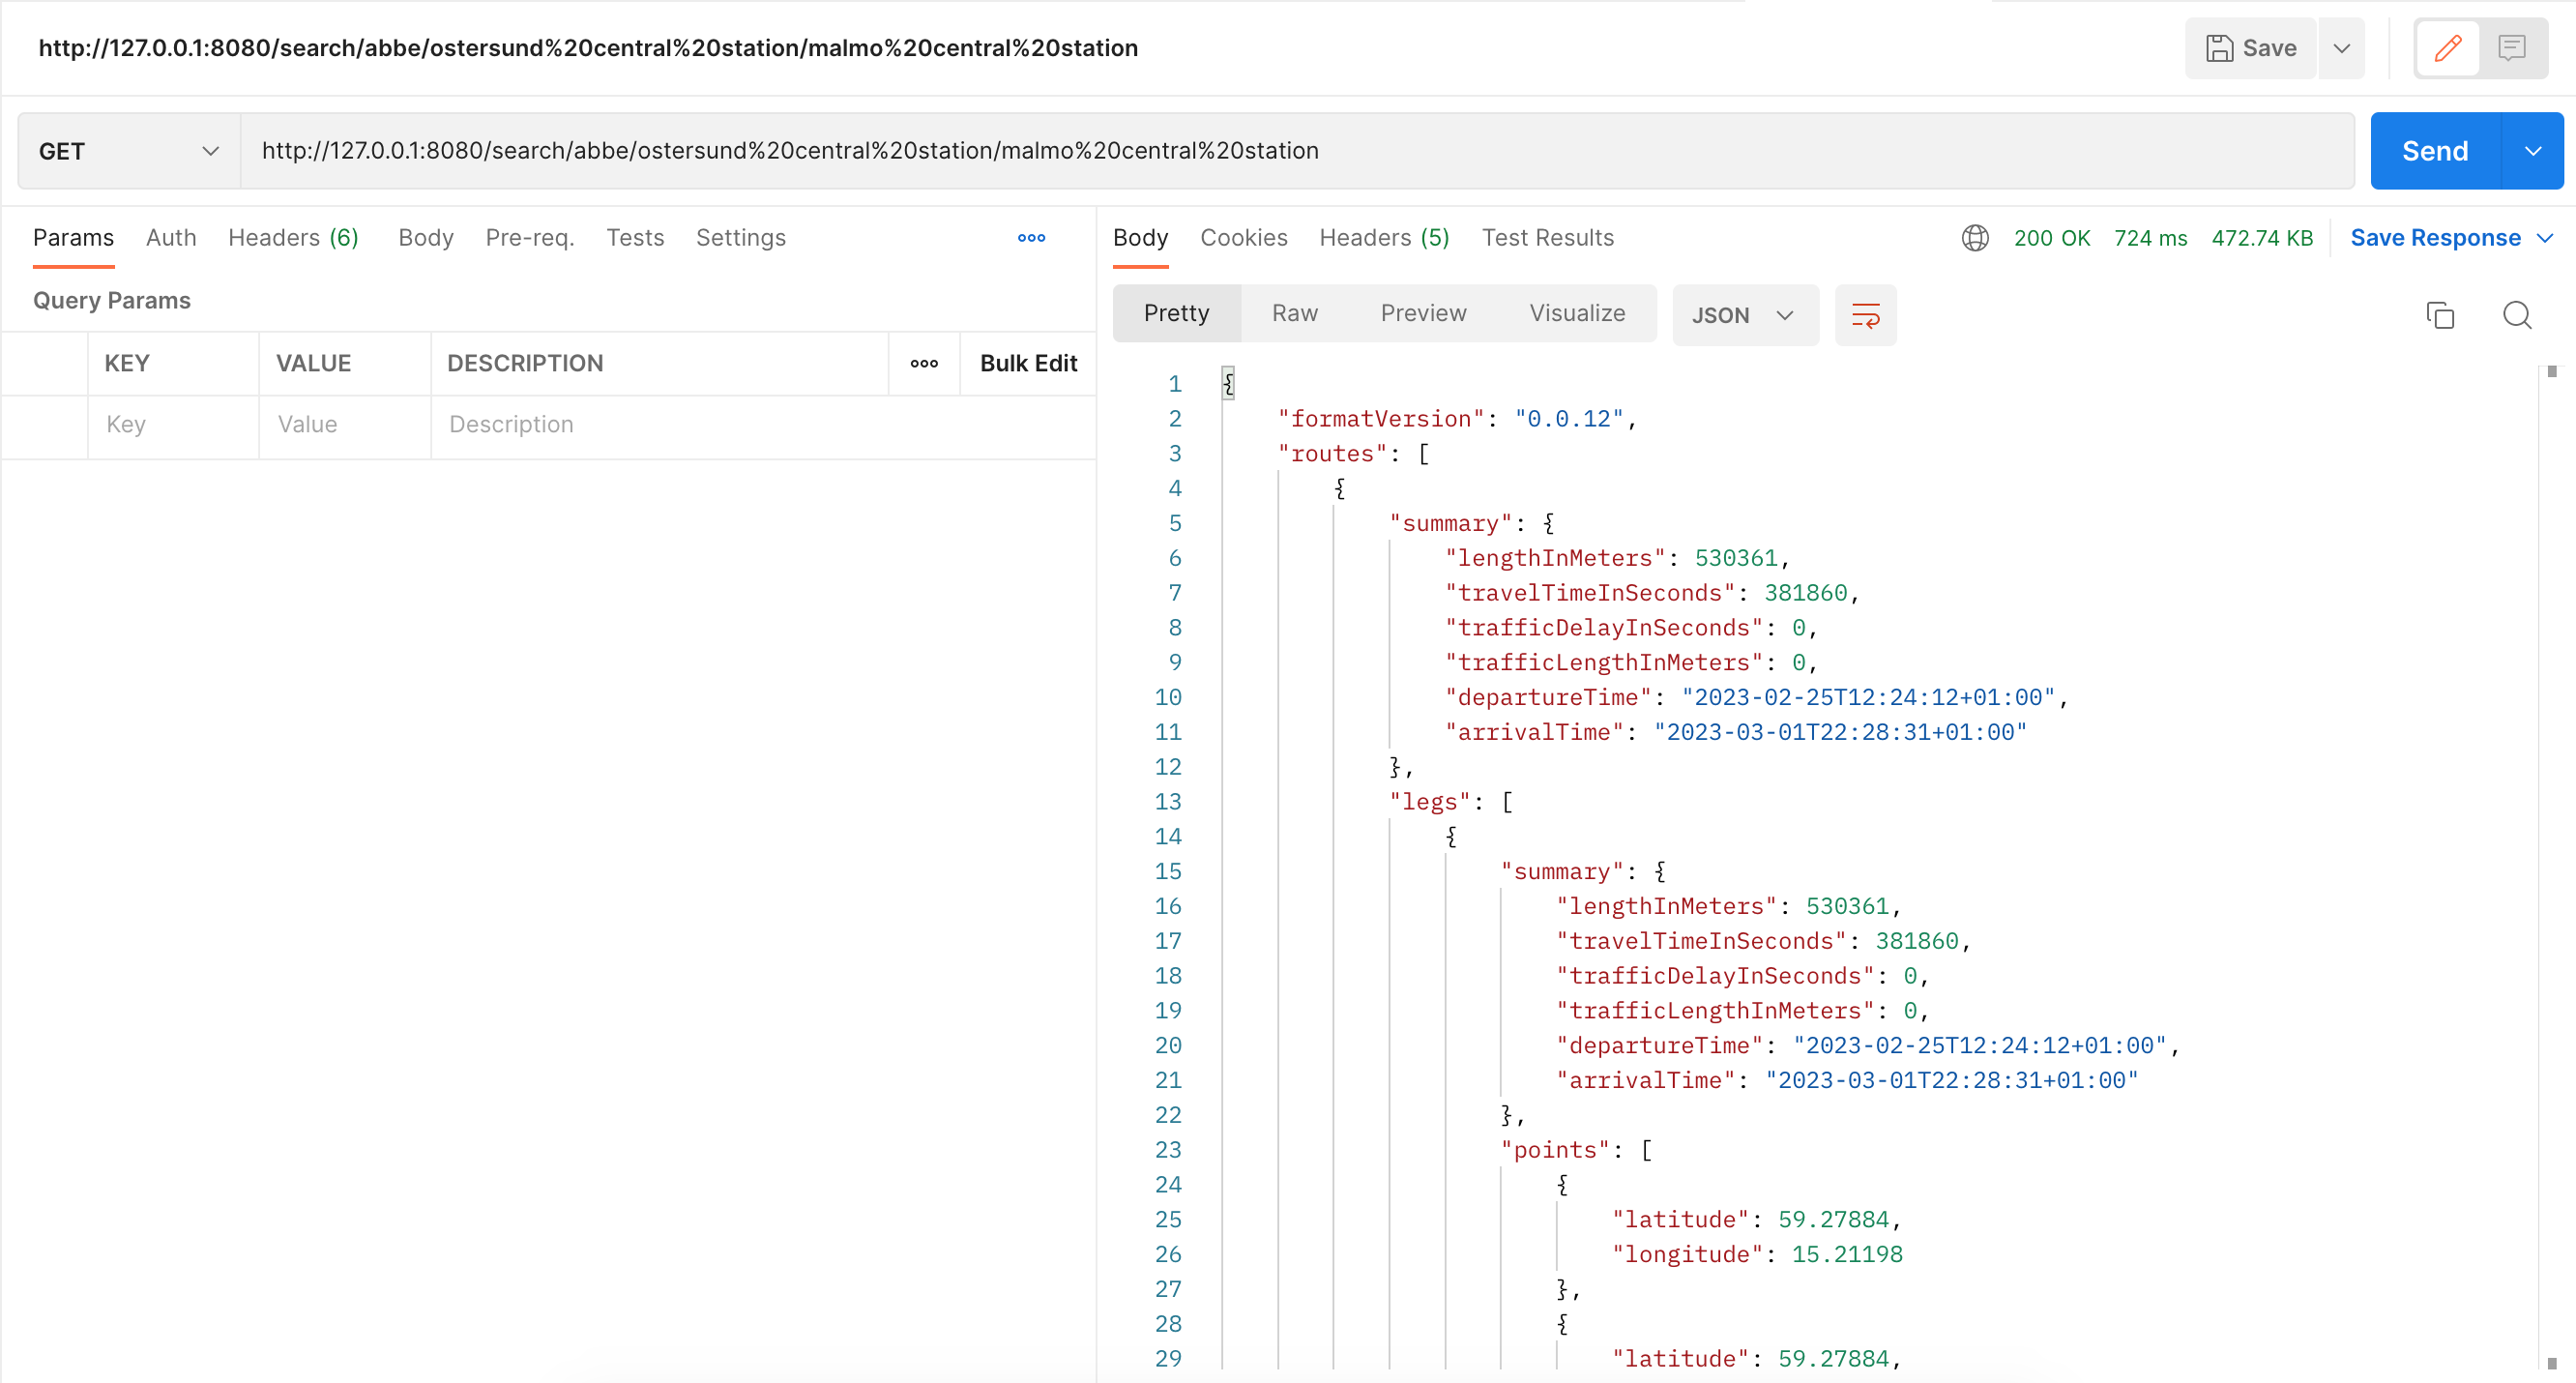 http://127.0.0.1:8080/search/abbe/ostersund%20central%20station/malmo%20central%20station
Save
GET
http://127.0.0.1:8080/search/abbe/ostersund%20central%20station/malmo%20central%20station
Send
Params Auth Headers (6) Body Pre-req. Tests Settings
Query Params
KEY VALUE DESCRIPTION Bulk Edit
Key Value Description
Body Cookies Headers (5) Test Results 200 OK 724 ms 472.74 KB Save Response
Pretty Raw Preview Visualize JSON
1 {
2 "formatVersion": "0.0.12",
3 "routes": [
4 {
5 "summary": {
6 "lengthInMeters": 530361,
7 "travelTimeInSeconds": 381860,
8 "trafficDelayInSeconds": 0,
9 "trafficLengthInMeters": 0,
10 "departureTime": "2023-02-25T12:24:12+01:00",
11 "arrivalTime": "2023-03-01T22:28:31+01:00"
12 },
13 "legs": [
14 {
15 "summary": {
16 "lengthInMeters": 530361,
17 "travelTimeInSeconds": 381860,
18 "trafficDelayInSeconds": 0,
19 "trafficLengthInMeters": 0,
20 "departureTime": "2023-02-25T12:24:12+01:00",
21 "arrivalTime": "2023-03-01T22:28:31+01:00"
22 },
23 "points": [
24 {
25 "latitude": 59.27884,
26 "longitude": 15.21198
27 },
28 {
29 "latitude": 59.27884,